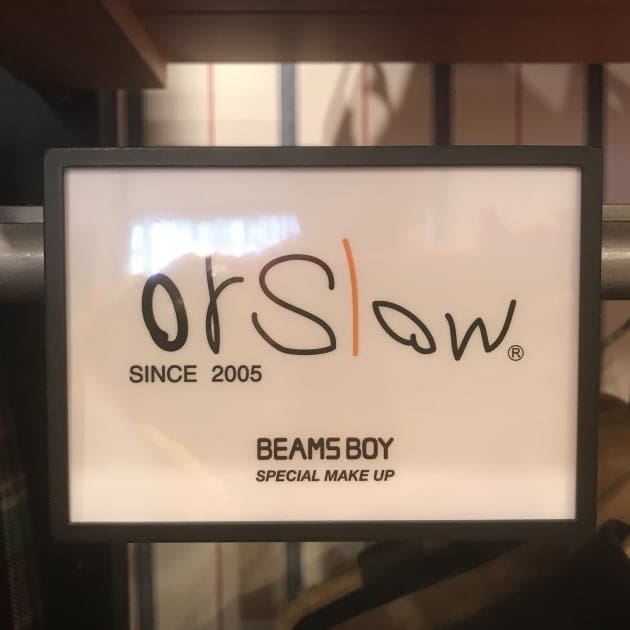 orSlow®
SINCE 2005
BEAMS BOY
SPECIAL MAKE UP